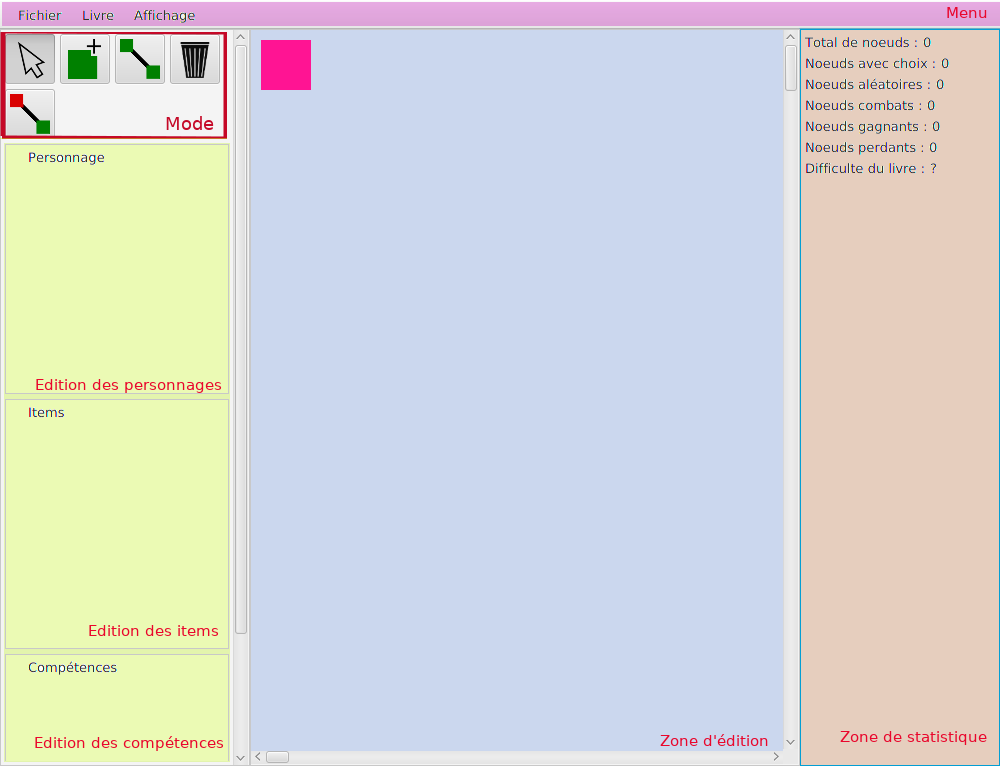 Fichier Livre Affichage Menu
Mode
Personnage
Edition des personnages
Items
Edition des items
Compétences
Edition des compétences
Zone d'édition
Total de noeuds : 0
Noeuds avec choix : 0
Noeuds aléatoires : 0
Noeuds combats : 0
Noeuds gagnants : 0
Noeuds perdants : 0
Difficulte du livre : ?
Zone de statistique